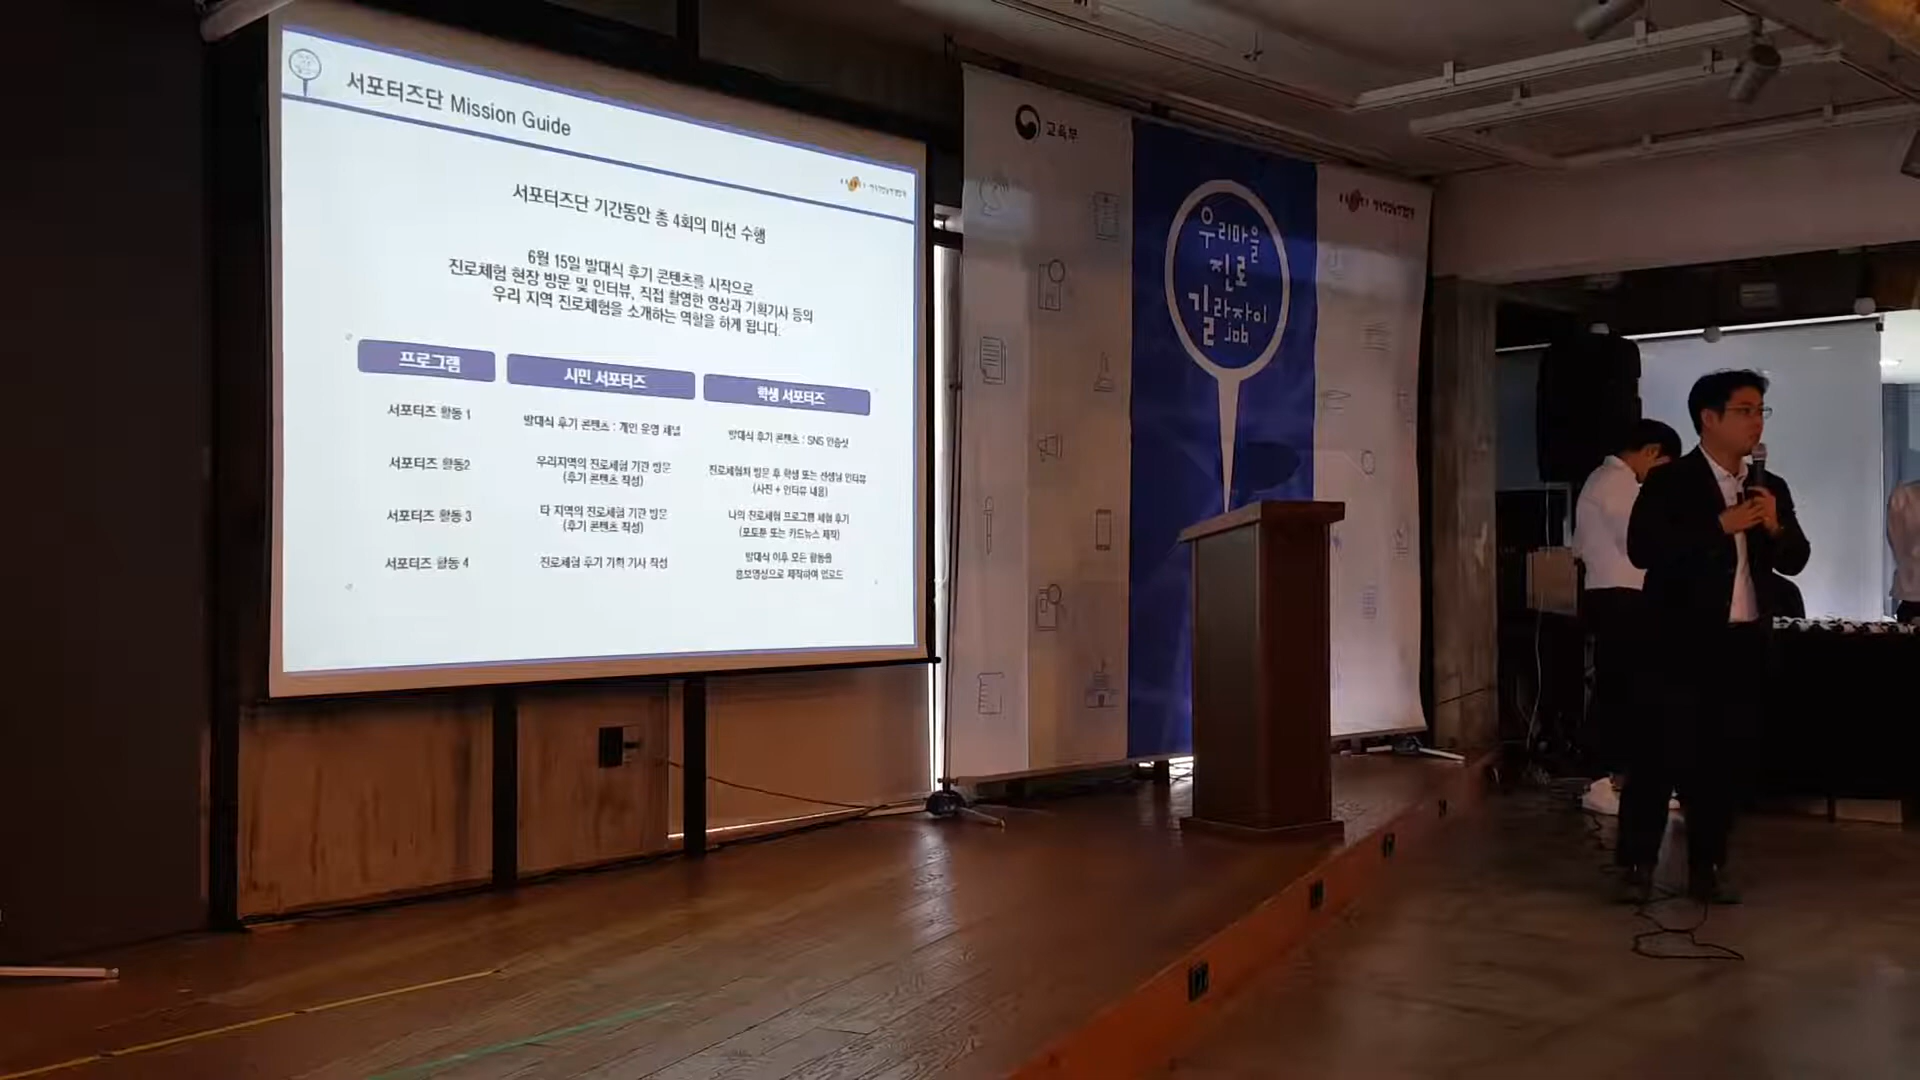 서포터즈단 Mission Guide
서포터즈단 기간동안 총 4회의 미션 수행
6월 15일 발대식 후기 콘텐츠를 시작으로
진로체험 현장 방문 및 인터뷰, 직접 촬영한 영상과 기획기사 등의
우리 지역 진로체험을 소개하는 역할을 하게 됩니다.
프로그램 시민 서포터즈 학생 서포터즈
서포터즈 활동 1 발대식 후기 콘텐츠 : 개인 운영 채널 발대식 후기 콘텐츠 : SNS 인증샷
서포터즈 활동2 우리지역의 진로체험 기관 방문 진로체험처 방문 후 학생 또는 선생님 인터뷰
(후기 콘텐츠 작성) (사진 + 인터뷰 내용)
서포터즈 활동 3 타 지역의 진로체험 기관 방문 나의 진로체험 프로그램 체험 후기
(후기 콘텐츠 작성) (포토툰 또는 카드뉴스 제작)
서포터즈 활동 4 진로체험 후기 기획 기사 작성 발대식 이후 모든 활동을
홍보영상으로 제작하여 업로드
교육부
우리마을
진로
길라잡이
job